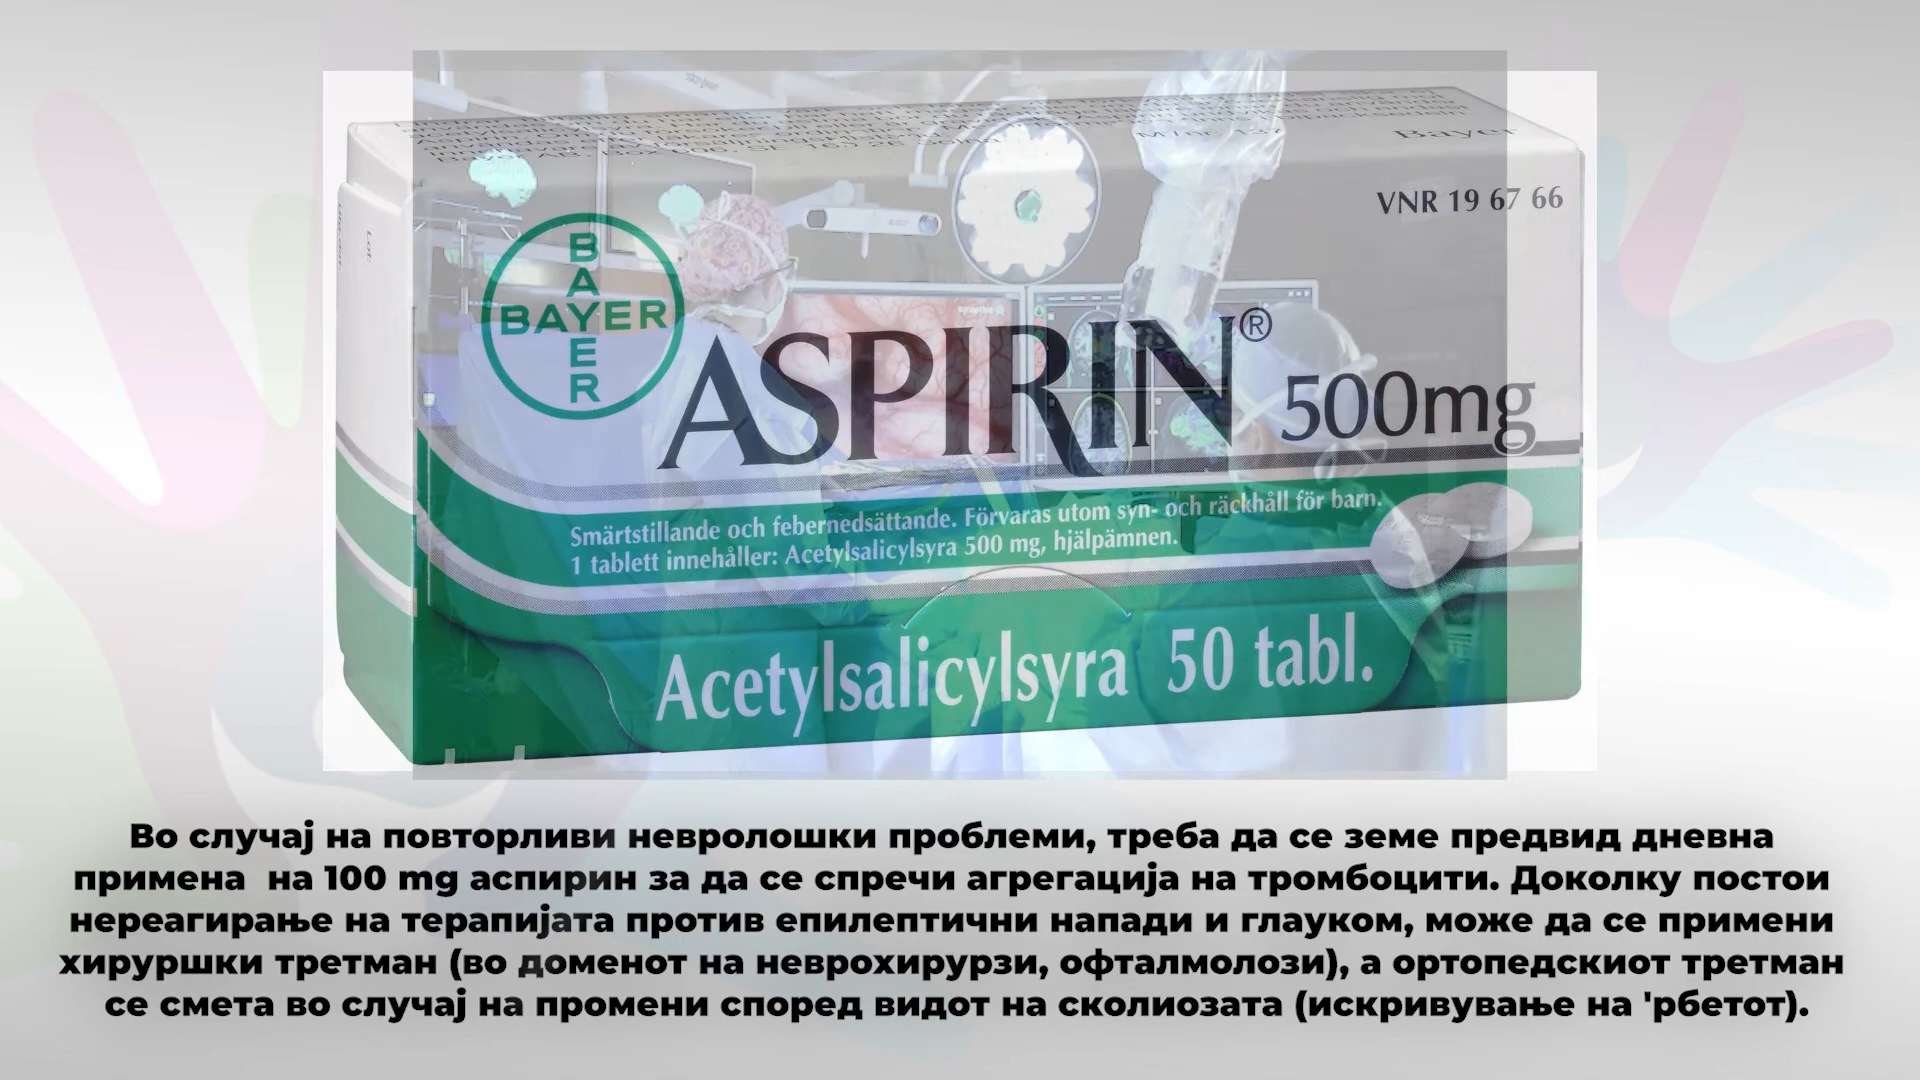 Bayer
VNR 19 67 66
BAYER
BAYER
ASPIRIN® 500mg
Smärtstillande och febernedsättande. Förvaras utom syn- och räckhåll för barn.
1 tablett innehåller: Acetylsalicylsyra 500 mg, hjälpämnen.
Acetylsalicylsyra 50 tabl.
Во случај на повторливи невролошки проблеми, треба да се земе предвид дневна
примена на 100 mg аспирин за да се спречи агрегација на тромбоцити. Доколку постои
нереагирање на терапијата против епилептични напади и глауком, може да се примени
хируршки третман (во доменот на неврохирурзи, офталмолози), а ортопедскиот третман
се смета во случај на промени според видот на сколиозата (искривување на 'рбетот).